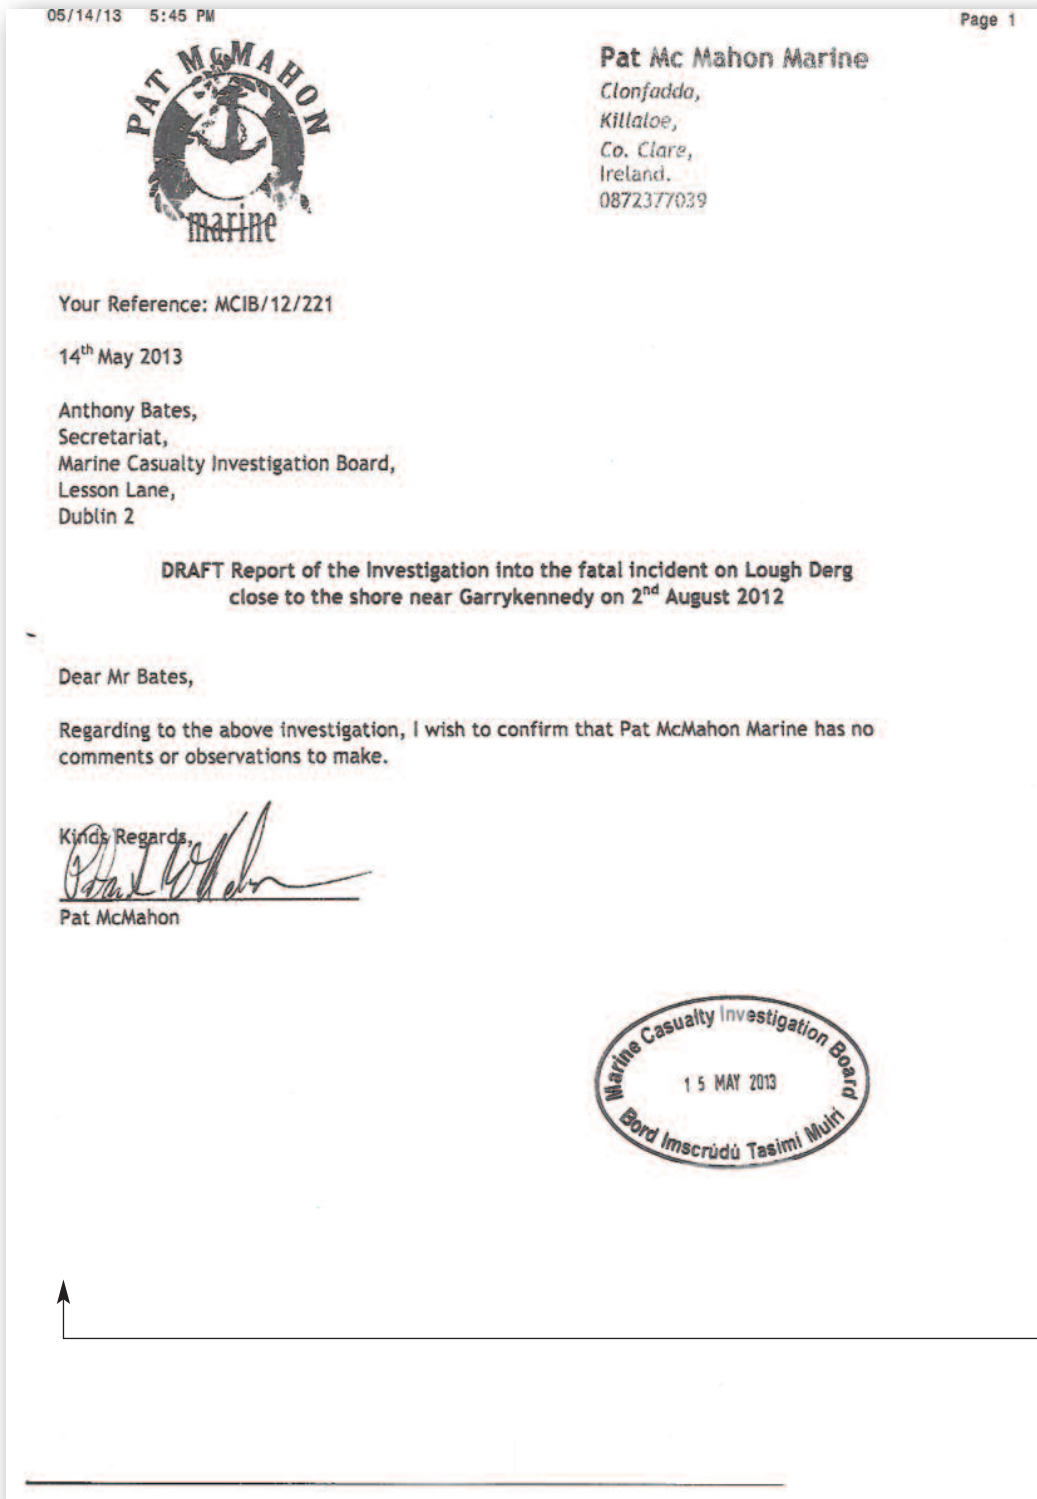 05/14/13 5:45 PM
Page 1
PAT McMAHON
marine
Pat Mc Mahon Marine
Clonfadda,
Killaloe,
Co. Clare,
Ireland.
0872377039
Your Reference: MCIB/12/221
14th May 2013
Anthony Bates,
Secretariat,
Marine Casualty Investigation Board,
Lesson Lane,
Dublin 2
DRAFT Report of the Investigation into the fatal incident on Lough Derg
close to the shore near Garrykennedy on 2nd August 2012
Dear Mr Bates,
Regarding to the above investigation, I wish to confirm that Pat McMahon Marine has no
comments or observations to make.
Kinds Regards,
Pat McMahon
Marine Casualty Investigation Board
15 MAY 2013
Bord Imscrúdú Tasimí Muirí